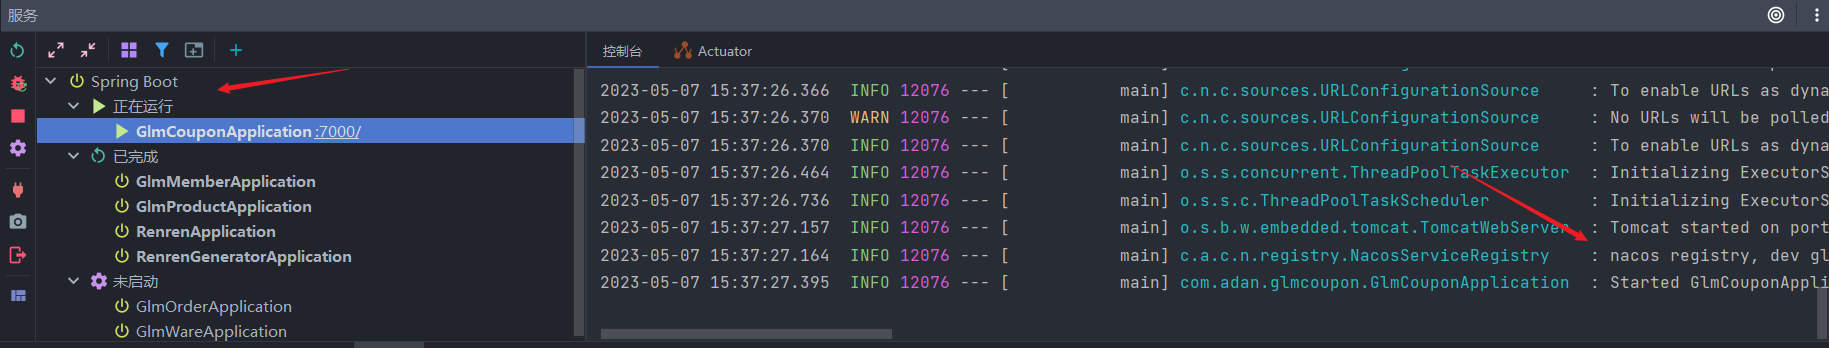 服务
Spring Boot
正在运行
GlmCouponApplication :7000/
已完成
GlmMemberApplication
GlmProductApplication
RenrenApplication
RenrenGeneratorApplication
未启动
GlmOrderApplication
GlmWareApplication
控制台 Actuator
2023-05-07 15:37:26.366 INFO 12076 --- [ main] c.n.c.sources.URLConfigurationSource : To enable URLs as dyna
2023-05-07 15:37:26.370 WARN 12076 --- [ main] c.n.c.sources.URLConfigurationSource : No URLs will be polled
2023-05-07 15:37:26.370 INFO 12076 --- [ main] c.n.c.sources.URLConfigurationSource : To enable URLs as dyna
2023-05-07 15:37:26.464 INFO 12076 --- [ main] o.s.s.concurrent.ThreadPoolTaskExecutor : Initializing ExecutorS
2023-05-07 15:37:26.736 INFO 12076 --- [ main] o.s.s.c.ThreadPoolTaskScheduler : Initializing ExecutorS
2023-05-07 15:37:27.157 INFO 12076 --- [ main] o.s.b.w.embedded.tomcat.TomcatWebServer : Tomcat started on port
2023-05-07 15:37:27.164 INFO 12076 --- [ main] c.a.c.n.registry.NacosServiceRegistry : nacos registry, dev gl
2023-05-07 15:37:27.395 INFO 12076 --- [ main] com.adan.glmcoupon.GlmCouponApplication : Started GlmCouponAppli